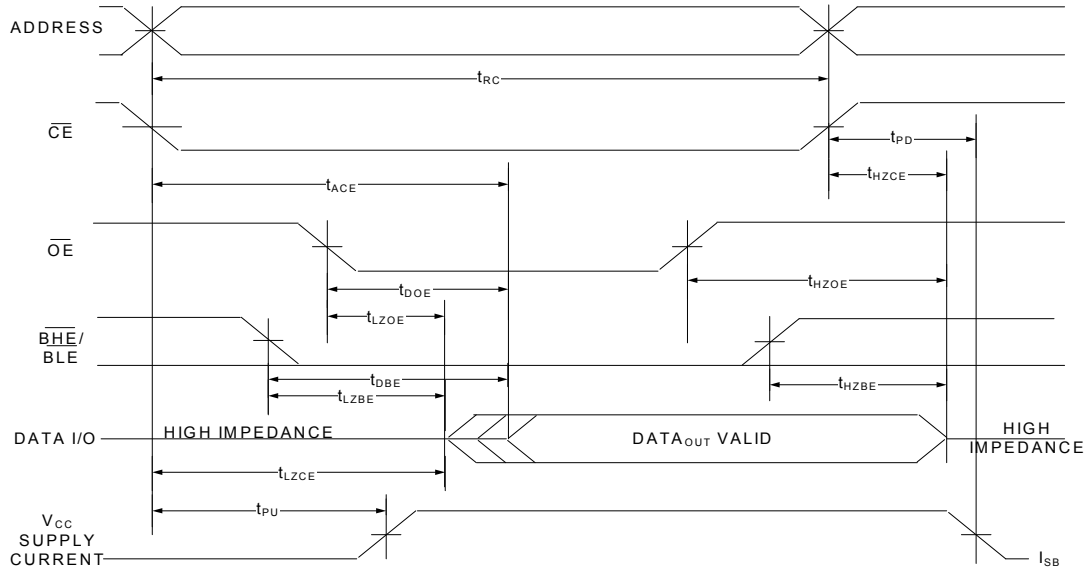 ADDRESS
tRC
CE
tPD
tHZCE
tACE
OE
tHZOE
tDOE
tLZOE
BHE/
BLE
tDBE
tHZBE
tLZBE
DATA I/O
HIGH IMPEDANCE
DATAOUT VALID
HIGH
IMPEDANCE
tLZCE
tPU
VCC
SUPPLY
CURRENT
ISB